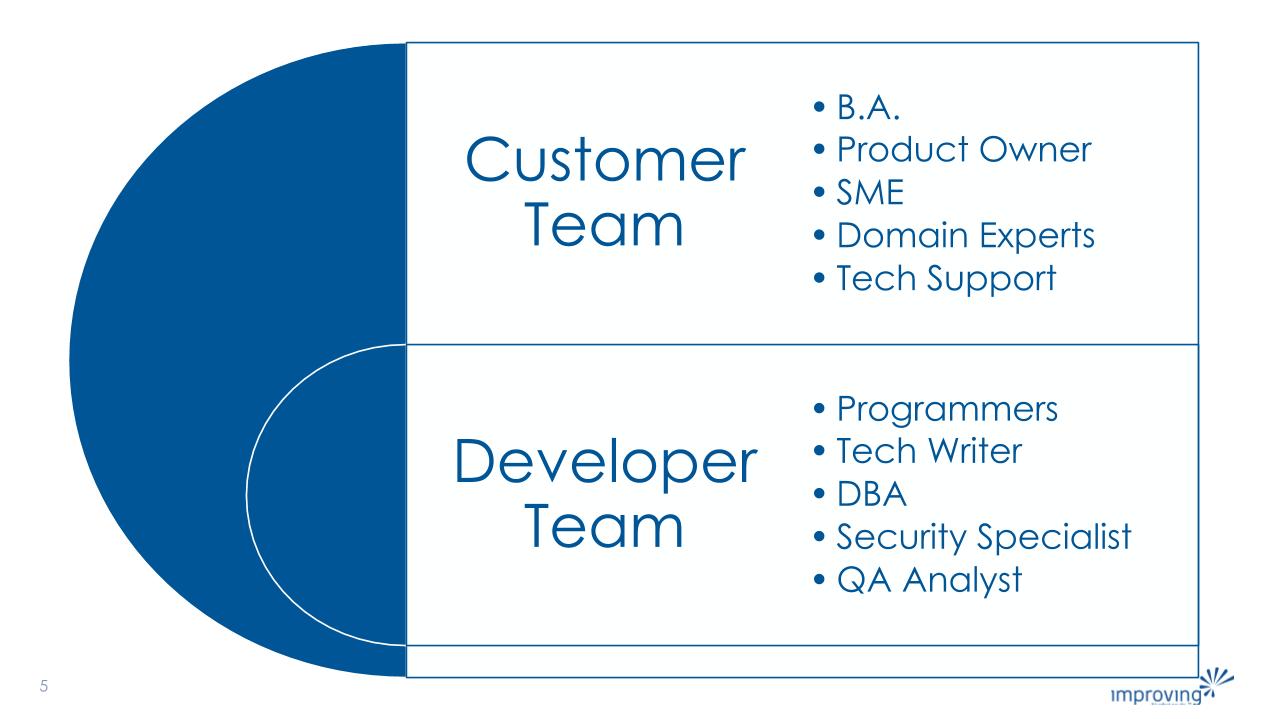 Customer
Team
• B.A.
• Product Owner
• SME
• Domain Experts
• Tech Support
Developer
Team
• Programmers
• Tech Writer
• DBA
• Security Specialist
• QA Analyst
5
improving